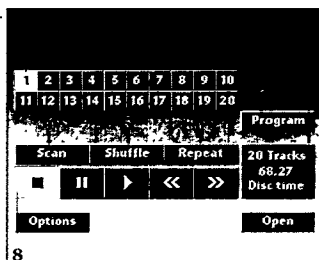 1 2 3 4 5 6 7 8 9 10
11 12 13 14 15 16 17 18 19 20
Program
Scan Shuffle Repeat
20 Tracks
68.27
Disc time
Options
Open
8